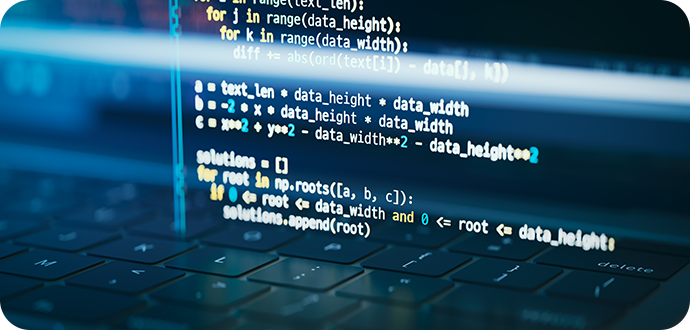 in range(text_len):
for j in range(data_height):
for k in range(data_width):
diff += abs(ord(text[i]) - data[j, k])
a = text_len * data_height * data_width
b = -2 * x * data_height * data_width
c = x**2 + y**2 - data_width**2 - data_height**2
solutions = []
for root in np.roots([a, b, c]):
if 0 <= root <= data_width and 0 <= root <= data_height:
solutions.append(root)
delete
K
M